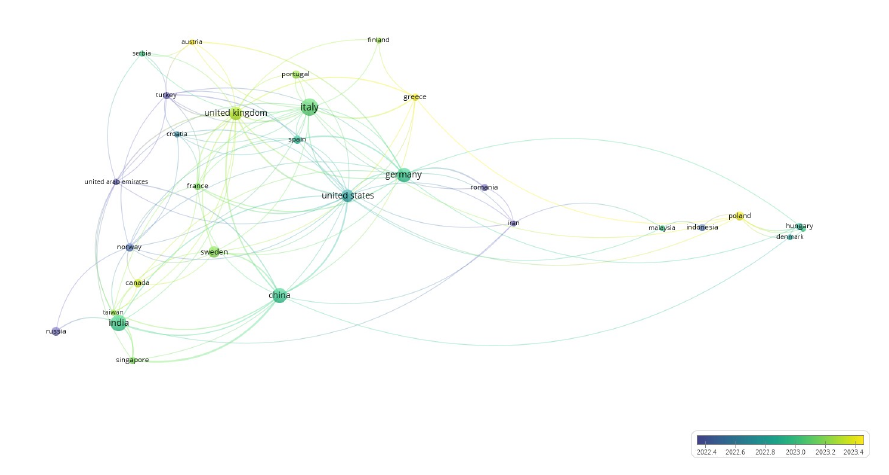 finland
austria
serbia
portugal
turkey
greece
italy
united kingdom
croatia
spain
germany
united arab emirates
france
romania
united states
poland
iran
malaysia
indonesia
hungary
denmark
norway
sweden
canada
china
taiwan
india
russia
singapore
2022.4 2022.6 2022.8 2023.0 2023.2 2023.4